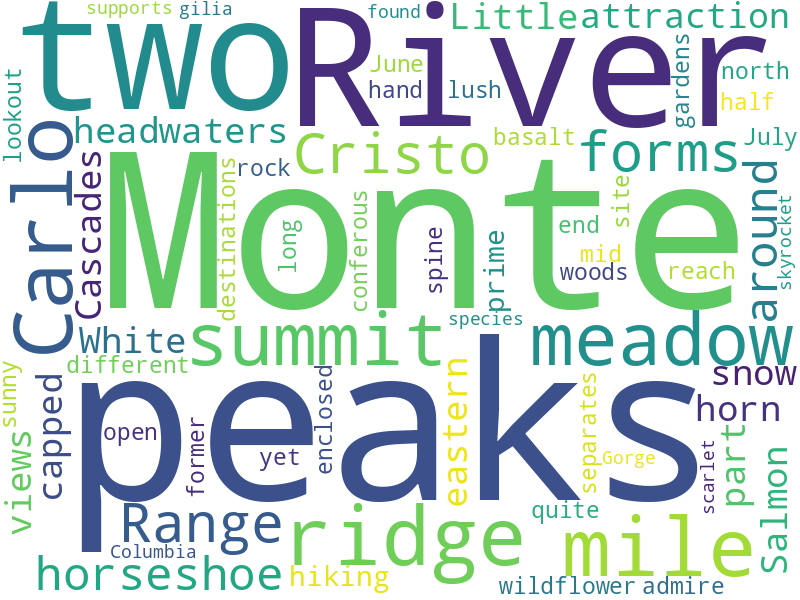 supports
gilia
found
two
River
Little
attraction
June
hand
lush
gardens
north
half
lookout
Carlo
headwaters
Cascades
rock
Cristo
basalt
forms
July
Monte
destinations
long
coniferous
spine
prime
end
mid
woods
site
reach
around
skyrocket
White
summit
species
meadow
different
sunny
views
capped
open
former
yet
enclosed
peaks
eastern
separates
Gorge
snow
horn
scarlet
part
Salmon
Range
Columbia
ridge
quite
mile
horseshoe
hiking
wildflower
admire